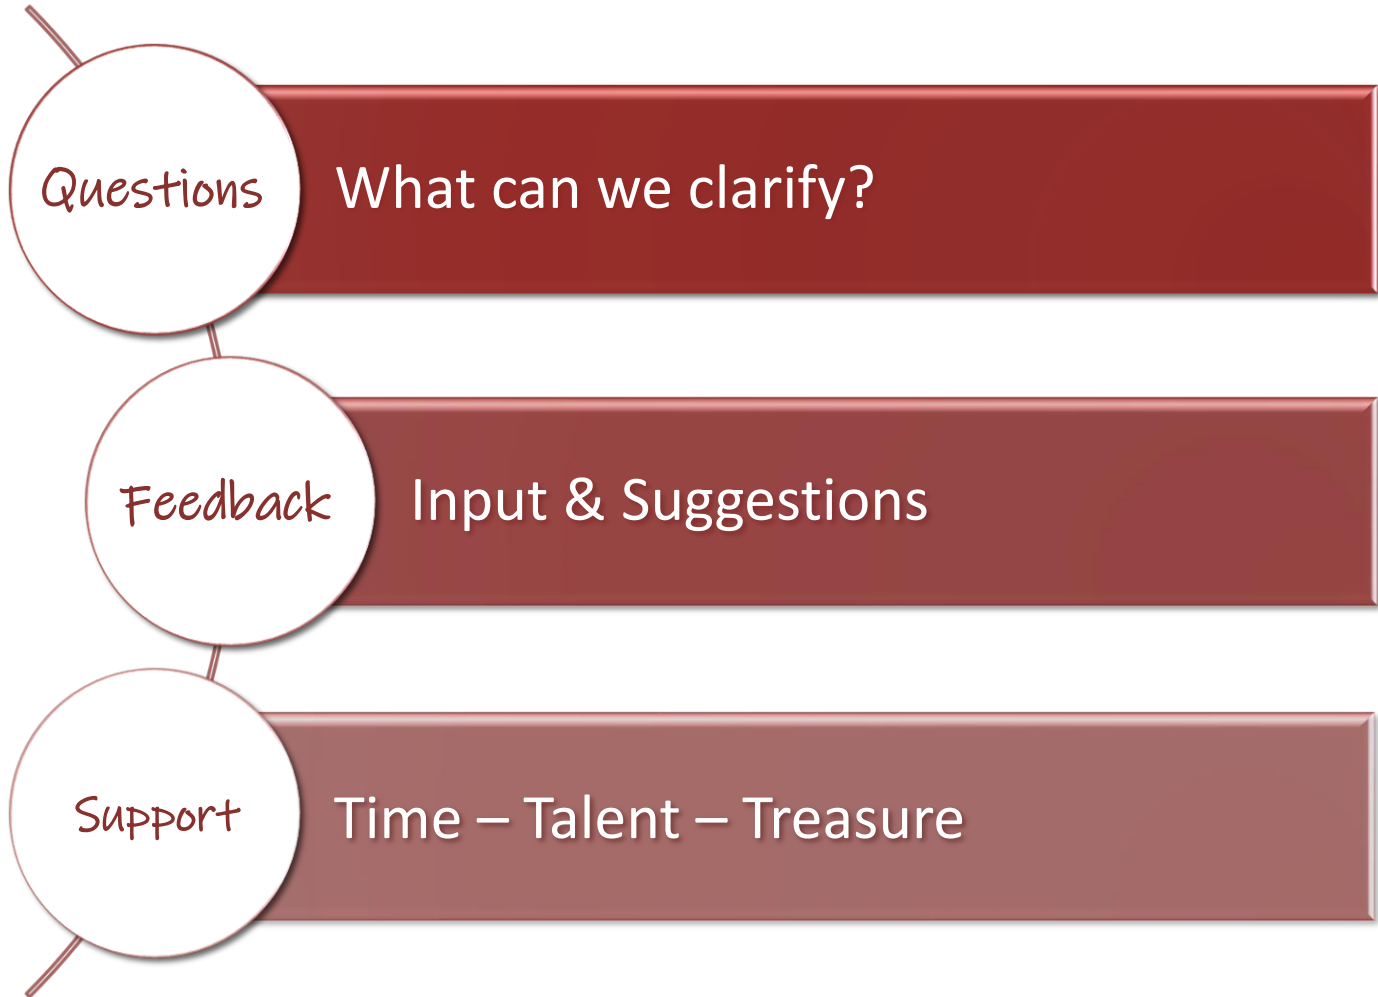 Questions
What can we clarify?
Feedback
Input & Suggestions
Support
Time – Talent – Treasure